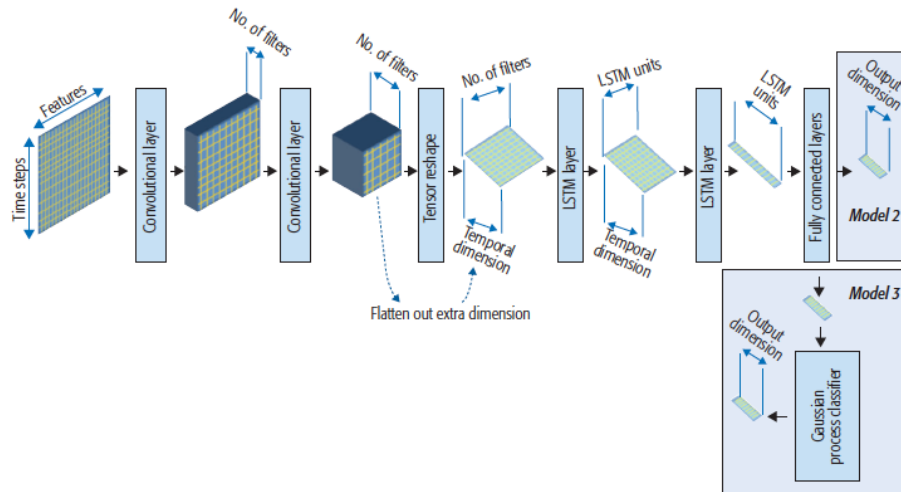 No. of filters
Features
Time steps
Convolutional layer
No. of filters
Convolutional layer
No. of filters
Tensor reshape
Temporal
dimension
Flatten out extra dimension
LSTM layer
LSTM units
Temporal
dimension
LSTM layer
LSTM
units
Fully connected layers
Output
dimension
Model 2
Model 3
Output
dimension
Gaussian
process classifier